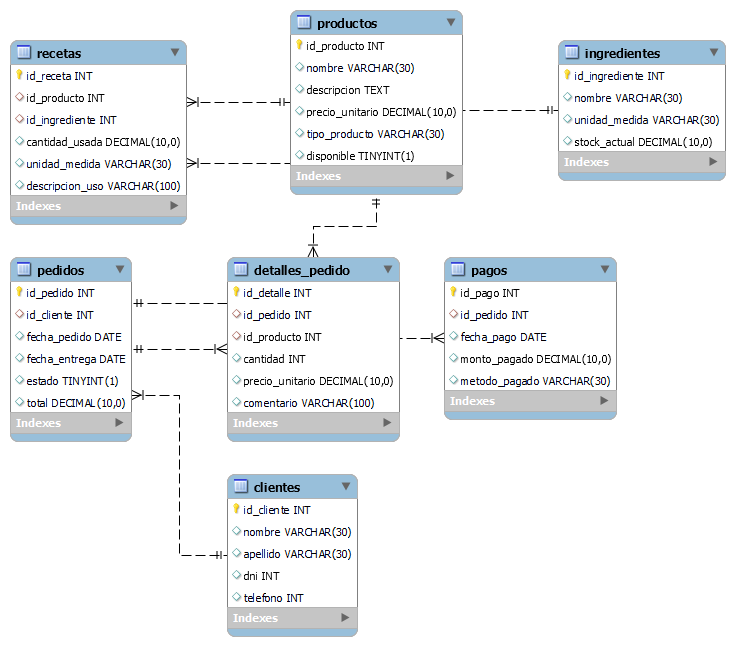 recetas
id_receta INT
id_producto INT
id_ingrediente INT
cantidad_usada DECIMAL(10,0)
unidad_medida VARCHAR(30)
descripcion_uso VARCHAR(100)
Indexes
productos
id_producto INT
nombre VARCHAR(30)
descripcion TEXT
precio_unitario DECIMAL(10,0)
tipo_producto VARCHAR(30)
disponible TINYINT(1)
Indexes
ingredientes
id_ingrediente INT
nombre VARCHAR(30)
unidad_medida VARCHAR(30)
stock_actual DECIMAL(10,0)
Indexes
pedidos
id_pedido INT
id_cliente INT
fecha_pedido DATE
fecha_entrega DATE
estado TINYINT(1)
total DECIMAL(10,0)
Indexes
detalles_pedido
id_detalle INT
id_pedido INT
id_producto INT
cantidad INT
precio_unitario DECIMAL(10,0)
comentario VARCHAR(100)
Indexes
pagos
id_pago INT
id_pedido INT
fecha_pago DATE
monto_pagado DECIMAL(10,0)
metodo_pagado VARCHAR(30)
Indexes
clientes
id_cliente INT
nombre VARCHAR(30)
apellido VARCHAR(30)
dni INT
telefono INT
Indexes